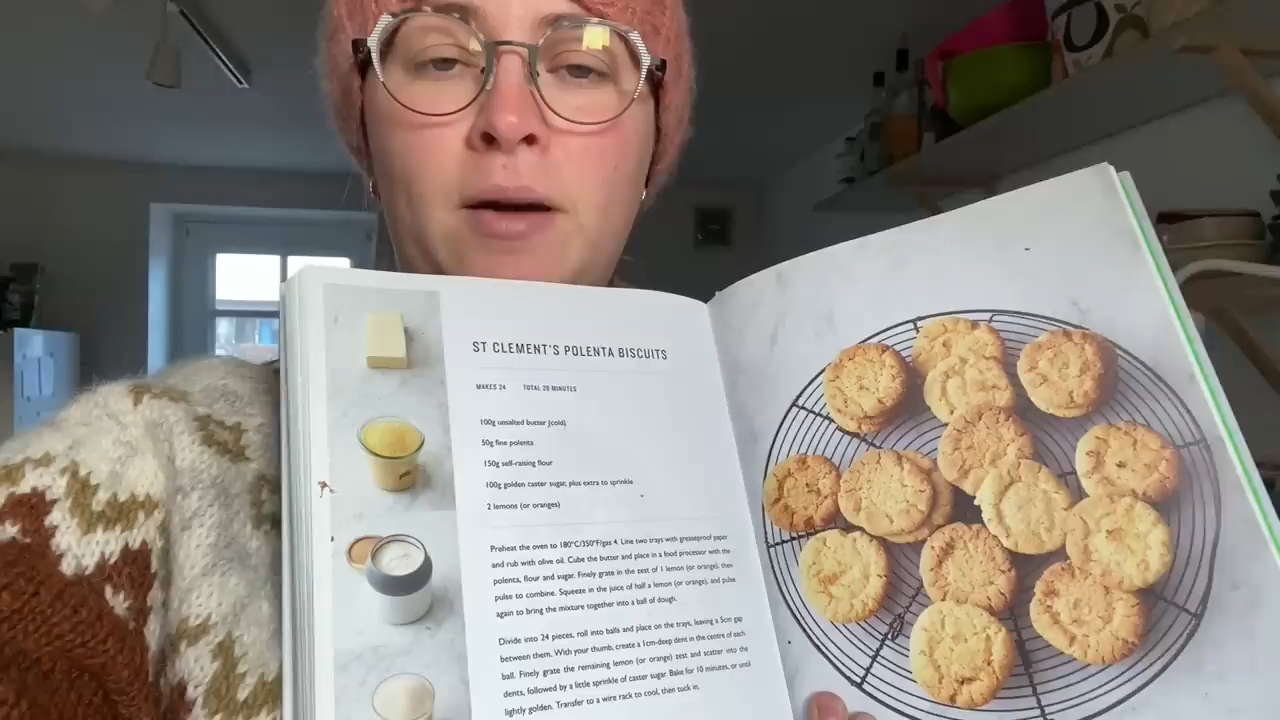 ST CLEMENT'S POLENTA BISCUITS
MAKES 24 TOTAL 20 MINUTES
100g unsalted butter (cold)
50g fine polenta
150g self-raising flour
100g golden caster sugar, plus extra to sprinkle
2 lemons (or oranges)
Preheat the oven to 180°C/350°F/gas 4. Line two trays with greaseproof paper
and rub with olive oil. Cube the butter and place in a food processor with the
polenta, flour and sugar. Finely grate in the zest of 1 lemon (or orange), then
pulse to combine. Squeeze in the juice of half a lemon (or orange), and pulse
again to bring the mixture together into a ball of dough.
Divide into 24 pieces, roll into balls and place on the trays, leaving a 5cm gap
between them. With your thumb, create a 1cm-deep dent in the centre of each
ball. Finely grate the remaining lemon (or orange) zest and scatter into the
dents, followed by a little sprinkle of caster sugar. Bake for 10 minutes, or until
lightly golden. Transfer to a wire rack to cool, then tuck in.